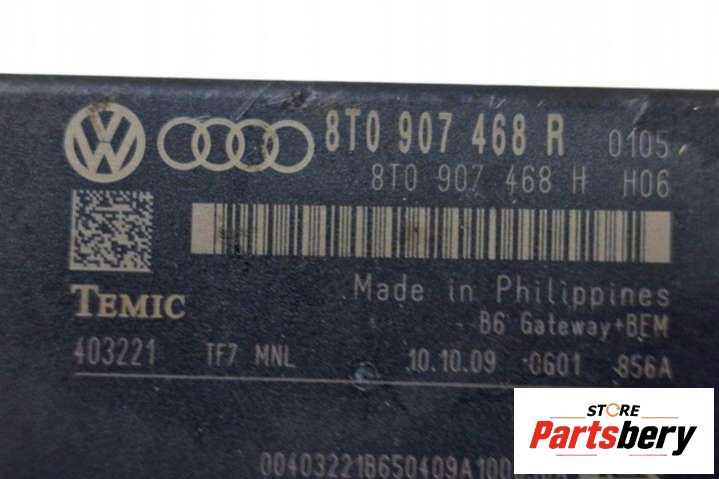 8T0 907 468 R 0105
8T0 907 468 H H06
TEMIC
Made in Philippines
B6 Gateway+BEM
403221 TF7 MNL 10.10.09 0601 856A
STORE
Partsbery